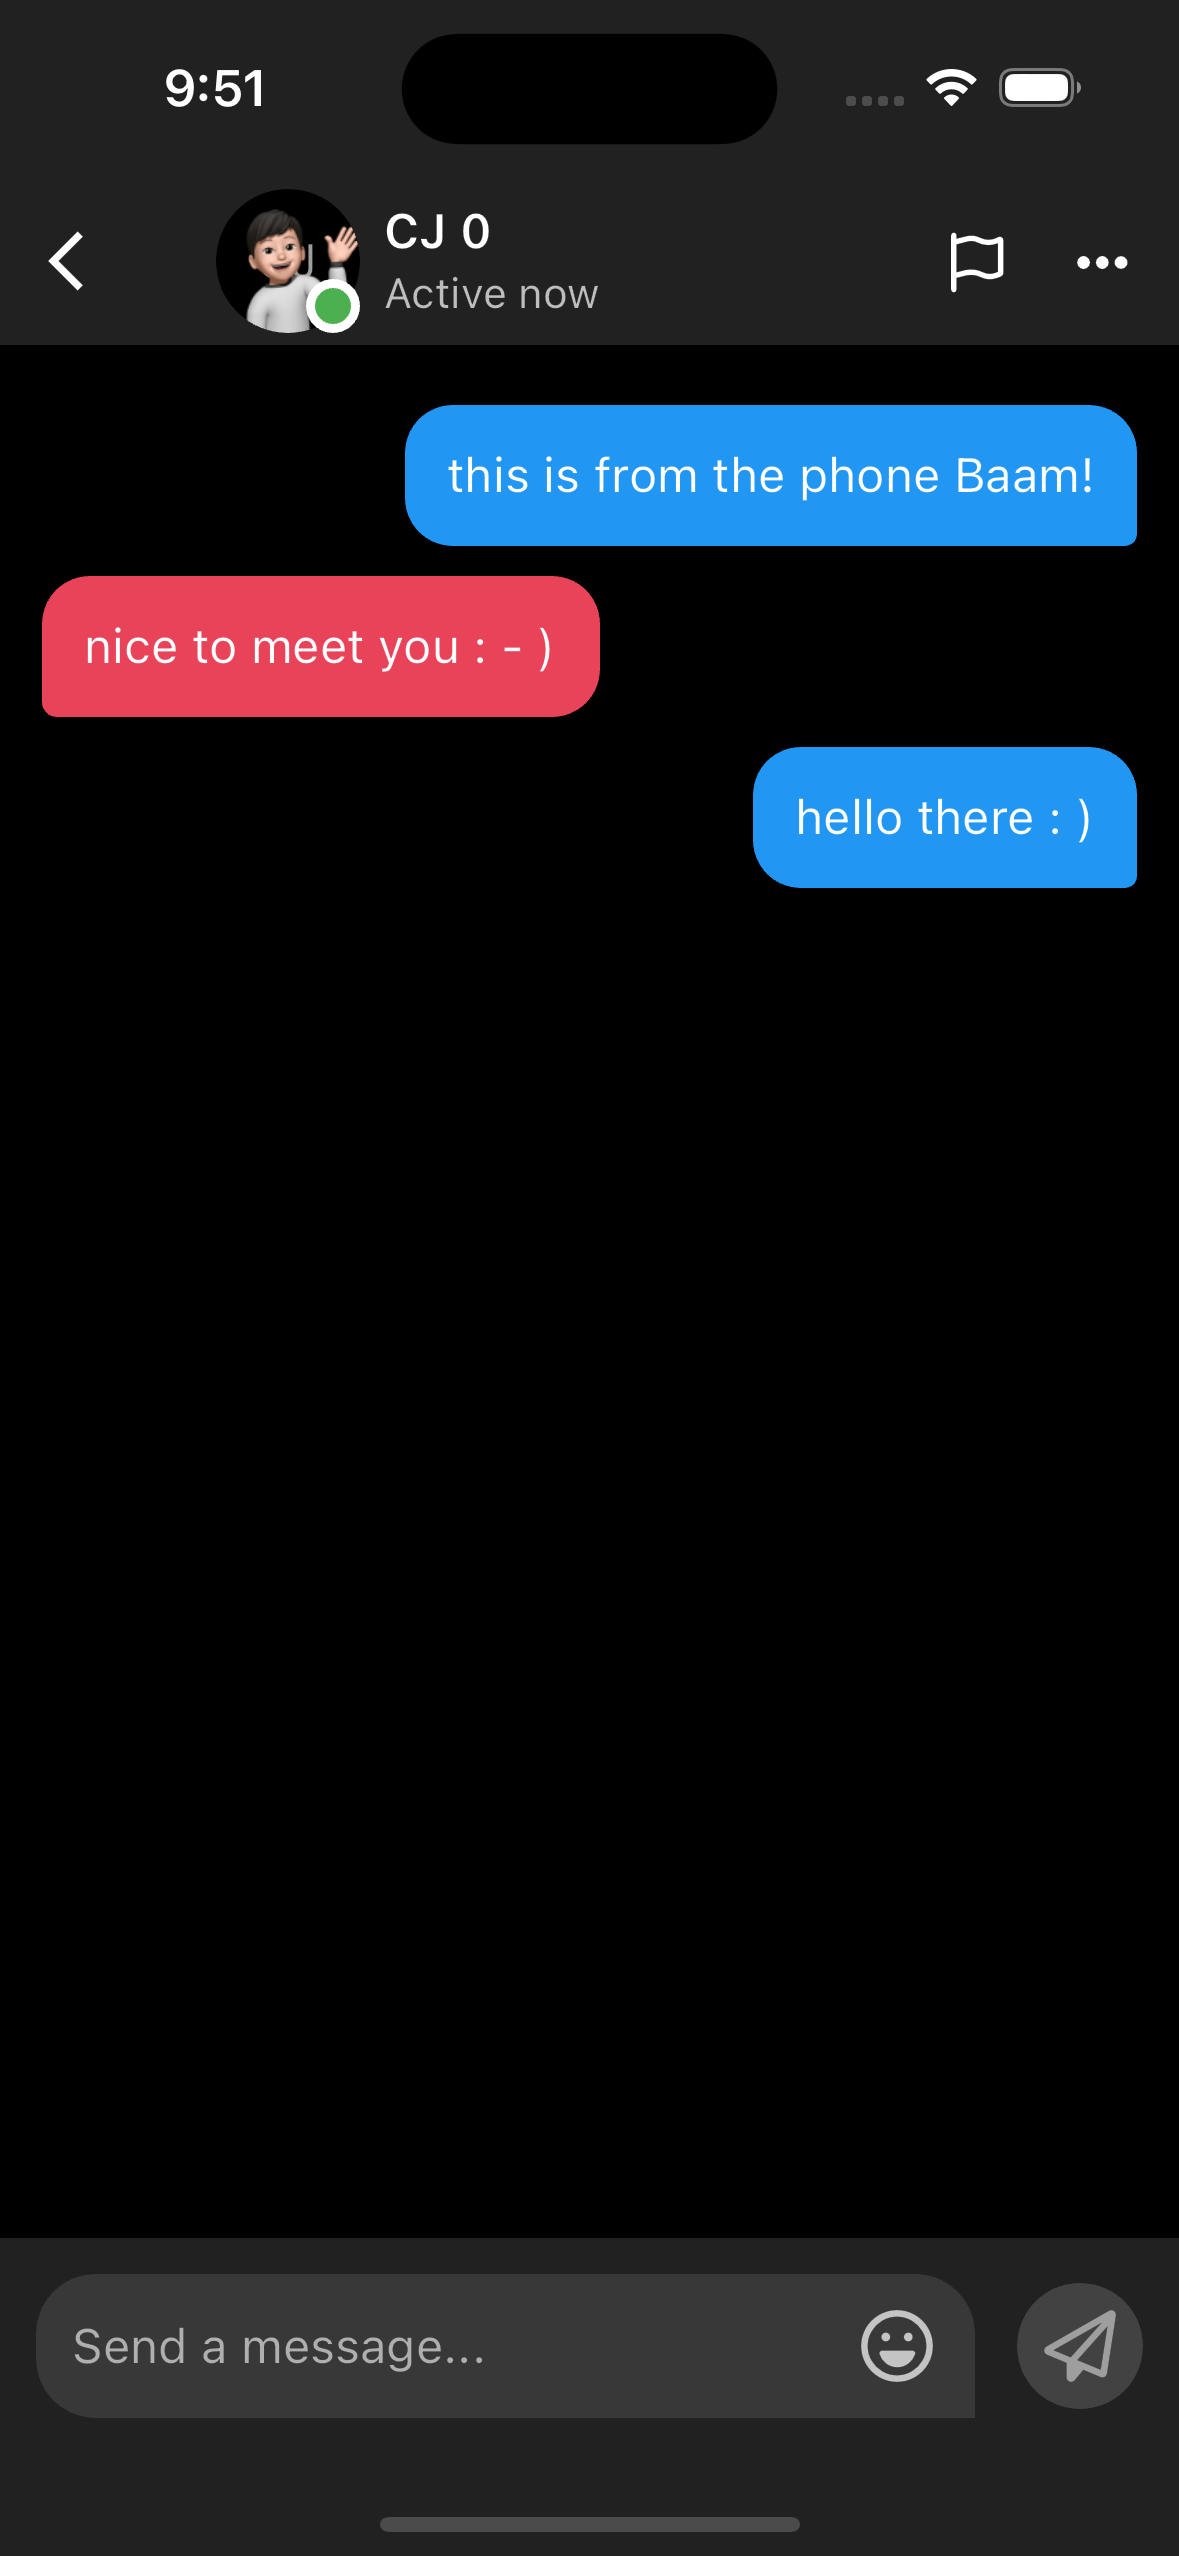 9:51
CJ 0
Active now
this is from the phone Baam!
nice to meet you : - )
hello there : )
Send a message...